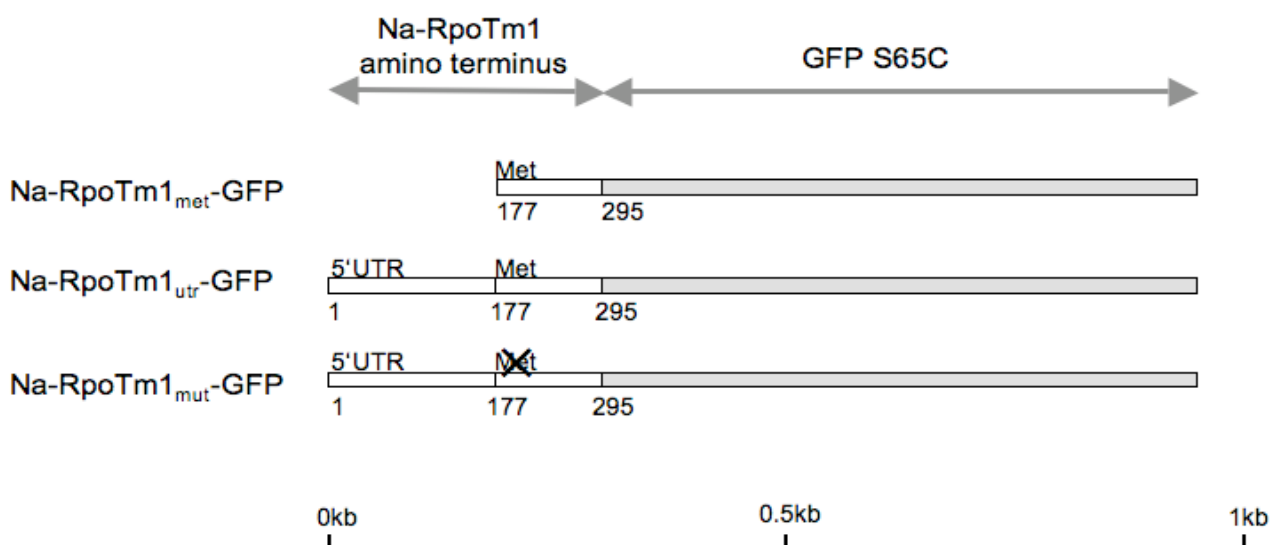 Na-RpoTm1
amino terminus
GFP S65C
Na-RpoTm1met-GFP
Met
177 295
Na-RpoTm1utr-GFP
5'UTR Met
1 177 295
Na-RpoTm1mut-GFP
5'UTR Met
1 177 295
0kb 0.5kb 1kb